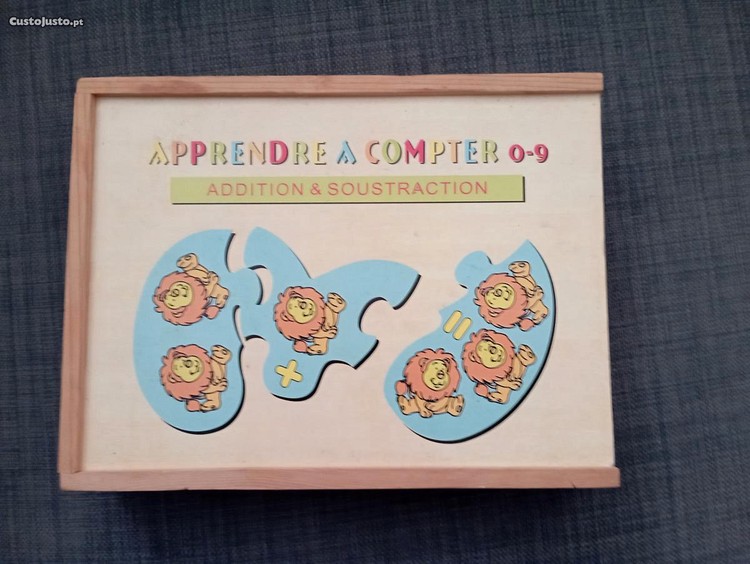 CustoJusto.pt
APPRENDRE A COMPTER 0-9
ADDITION & SOUSTRACTION
+
=